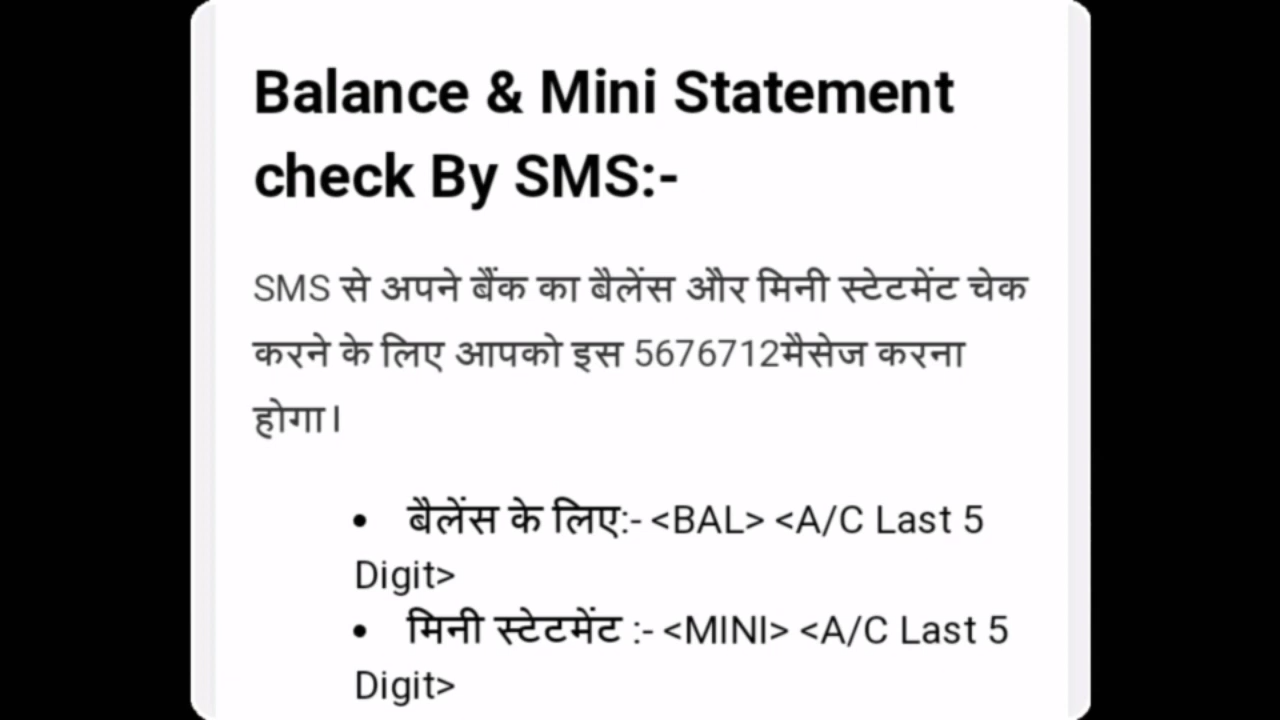 Balance & Mini Statement
check By SMS:-
SMS से अपने बैंक का बैलेंस और मिनी स्टेटमेंट चेक
करने के लिए आपको इस 5676712मैसेज करना
होगा।
• बैलेंस के लिए:- <BAL> <A/C Last 5
Digit>
• मिनी स्टेटमेंट :- <MINI> <A/C Last 5
Digit>